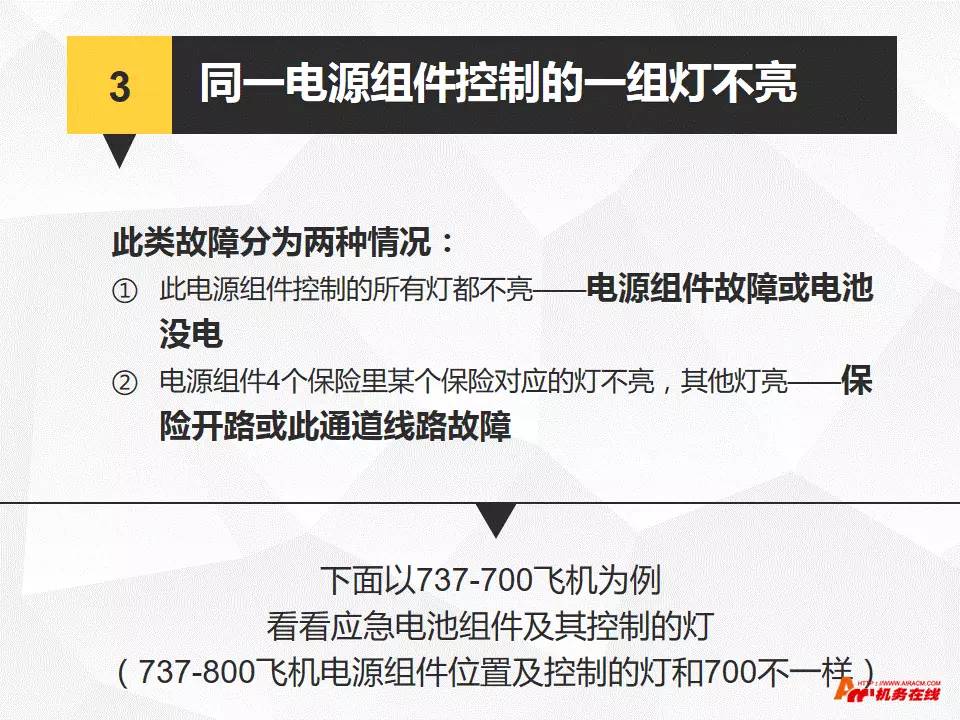 3
同一电源组件控制的一组灯不亮
此类故障分为两种情况：
① 此电源组件控制的所有灯都不亮——电源组件故障或电池
没电
② 电源组件4个保险里某个保险对应的灯不亮，其他灯亮——保
险开路或此通道线路故障
下面以737-700飞机为例
看看应急电池组件及其控制的灯
（737-800飞机电源组件位置及控制的灯和700不一样）
HTTP://WWW.AIRACM.COM
机务在线